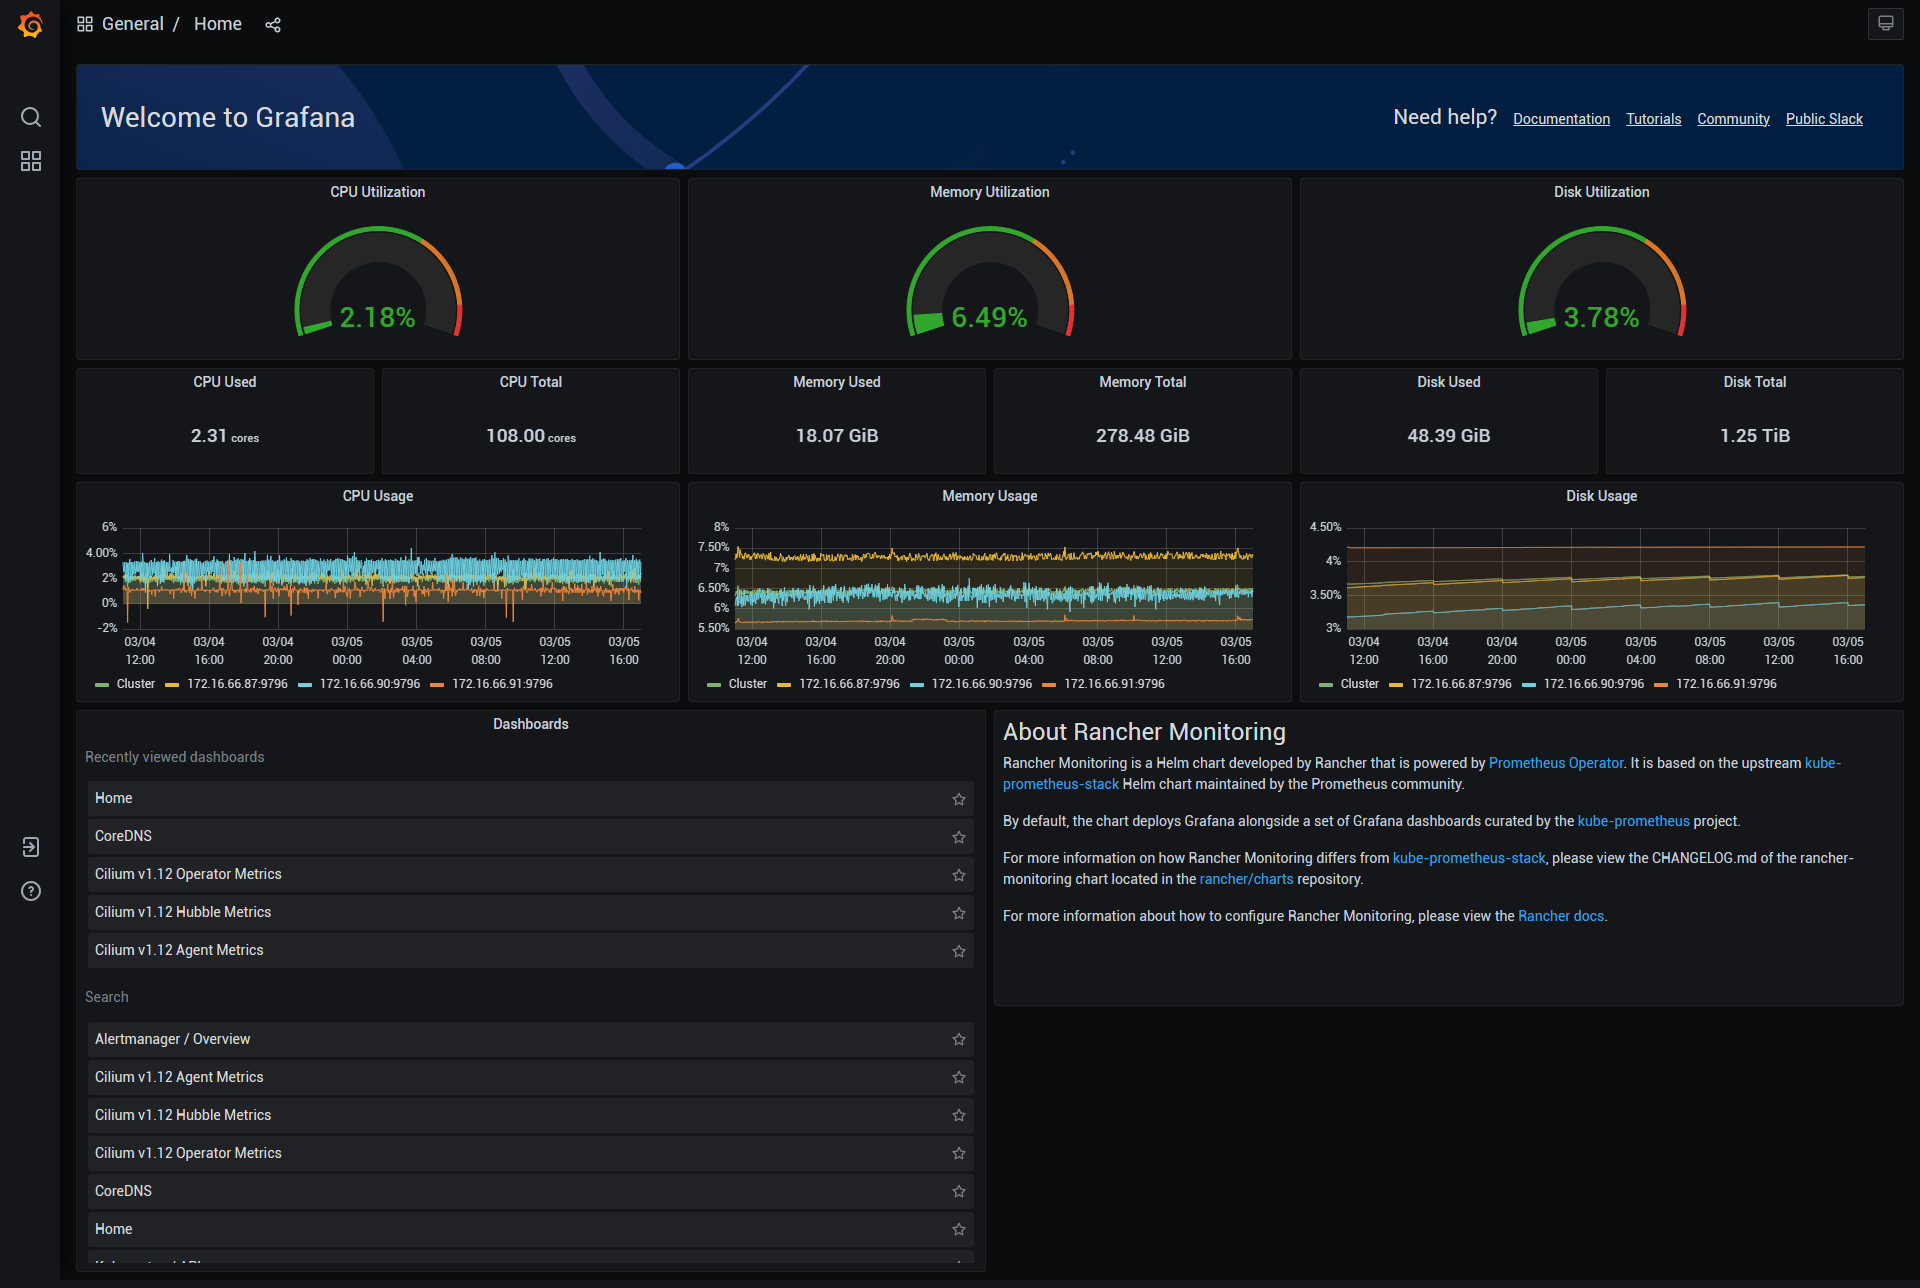 General / Home
Welcome to Grafana
Need help? Documentation Tutorials Community Public Slack
CPU Utilization
2.18%
Memory Utilization
6.49%
Disk Utilization
3.78%
CPU Used
2.31 cores
CPU Total
108.00 cores
Memory Used
18.07 GiB
Memory Total
278.48 GiB
Disk Used
48.39 GiB
Disk Total
1.25 TiB
CPU Usage
6%
4.00%
2%
0%
-2%
03/04 03/04 03/04 03/05 03/05 03/05 03/05 03/05
12:00 16:00 20:00 00:00 04:00 08:00 12:00 16:00
Cluster 172.16.66.87:9796 172.16.66.90:9796 172.16.66.91:9796
Memory Usage
8%
7.50%
7%
6.50%
6%
5.50%
03/04 03/04 03/04 03/05 03/05 03/05 03/05 03/05
12:00 16:00 20:00 00:00 04:00 08:00 12:00 16:00
Cluster 172.16.66.87:9796 172.16.66.90:9796 172.16.66.91:9796
Disk Usage
4.50%
4%
3.50%
3%
03/04 03/04 03/04 03/05 03/05 03/05 03/05 03/05
12:00 16:00 20:00 00:00 04:00 08:00 12:00 16:00
Cluster 172.16.66.87:9796 172.16.66.90:9796 172.16.66.91:9796
Dashboards
Recently viewed dashboards
Home
CoreDNS
Cilium v1.12 Operator Metrics
Cilium v1.12 Hubble Metrics
Cilium v1.12 Agent Metrics
Search
Alertmanager / Overview
Cilium v1.12 Agent Metrics
Cilium v1.12 Hubble Metrics
Cilium v1.12 Operator Metrics
CoreDNS
Home
About Rancher Monitoring
Rancher Monitoring is a Helm chart developed by Rancher that is powered by Prometheus Operator. It is based on the upstream kube-
prometheus-stack Helm chart maintained by the Prometheus community.
By default, the chart deploys Grafana alongside a set of Grafana dashboards curated by the kube-prometheus project.
For more information on how Rancher Monitoring differs from kube-prometheus-stack, please view the CHANGELOG.md of the rancher-
monitoring chart located in the rancher/charts repository.
For more information about how to configure Rancher Monitoring, please view the Rancher docs.